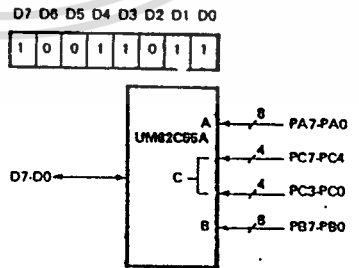 D7 D6 D5 D4 D3 D2 D1 D0
1 0 0 1 1 0 1 1
UM82C55A
A 8 PA7-PA0
4 PC7-PC4
D7-D0 C
4 PC3-PC0
B 8 PB7-PB0